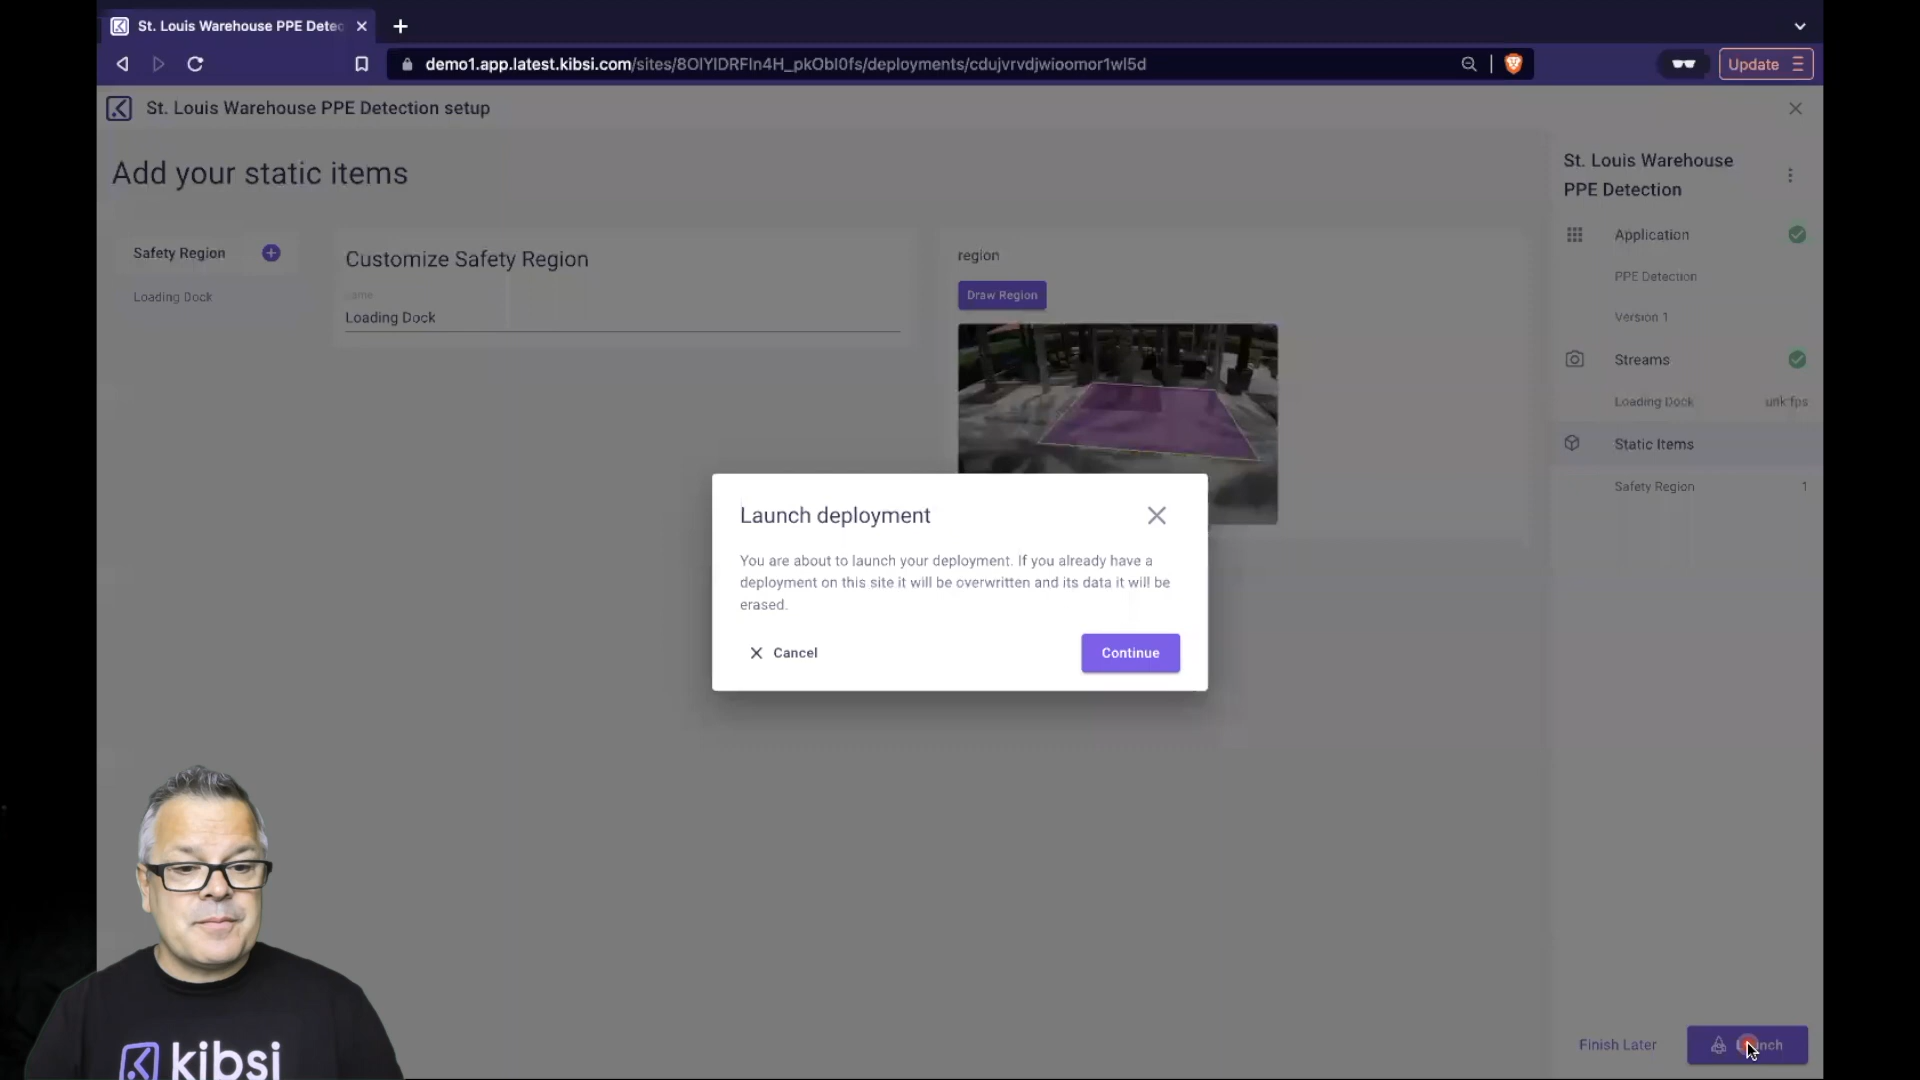 St. Louis Warehouse PPE Detec
Update
demo1.app.latest.kibsi.com/sites/8OIYIDRFIn4H_pkObI0fs/deployments/cdujvrvdjwioomor1wl5d
St. Louis Warehouse PPE Detection setup
Add your static items
Safety Region
Loading Dock
Customize Safety Region
Loading Dock
region
Draw Region
St. Louis Warehouse
PPE Detection
Application
PPE Detection
Version 1
Streams
Loading Dock
unk fps
Static Items
Safety Region
1
Launch deployment
You are about to launch your deployment. If you already have a
deployment on this site it will be overwritten and its data it will be
erased.
Cancel
Continue
Finish Later
Launch
kibsi